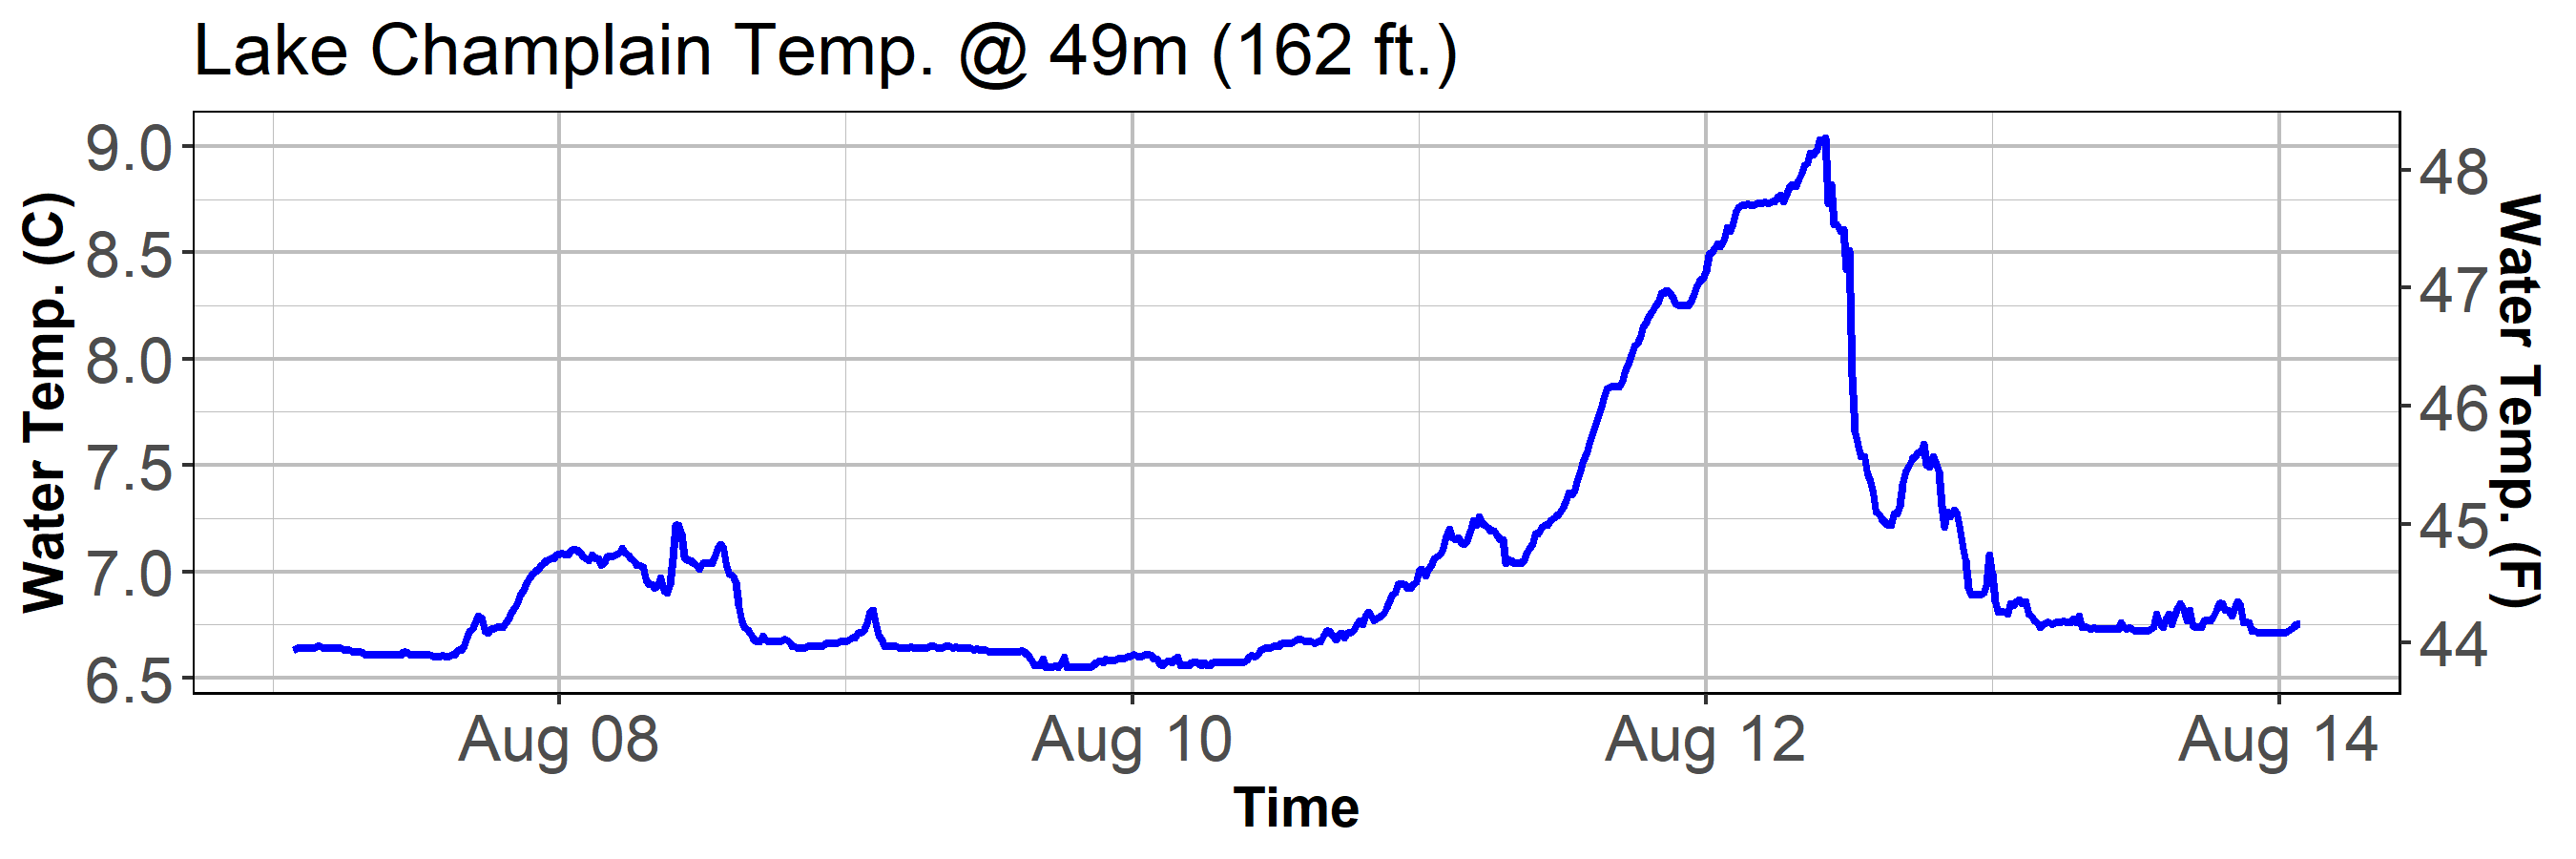 Lake Champlain Temp. @ 49m (162 ft.)
Water Temp. (C)
9.0
8.5
8.0
7.5
7.0
6.5
48
47
46
45
44
Water Temp. (F)
Aug 08 Aug 10 Aug 12 Aug 14
Time